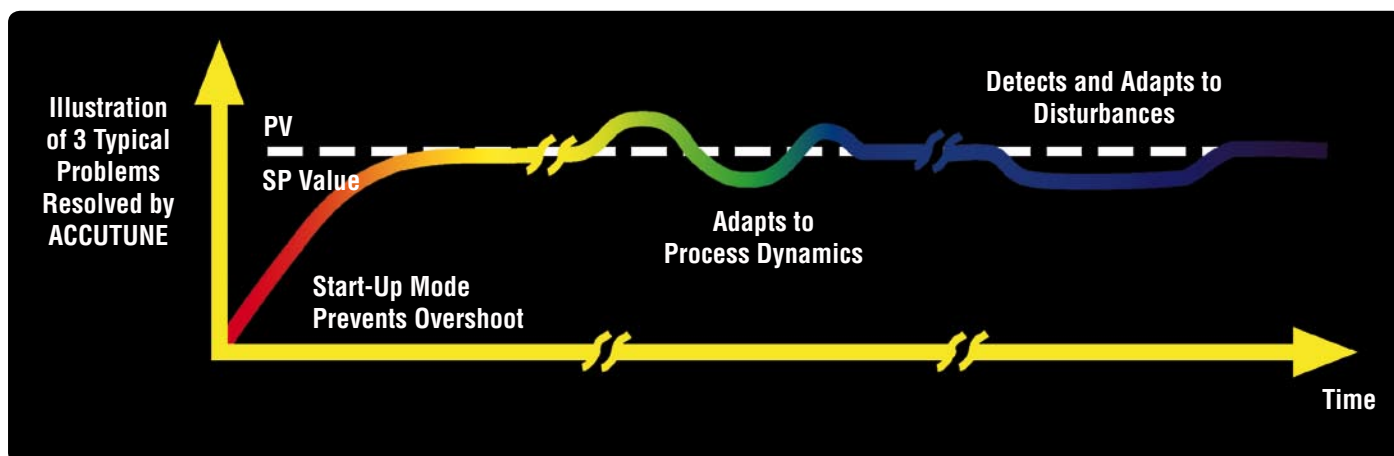 Illustration
of 3 Typical
Problems
Resolved by
ACCUTUNE
PV
SP Value
Start-Up Mode
Prevents Overshoot
Adapts to
Process Dynamics
Detects and Adapts to
Disturbances
Time